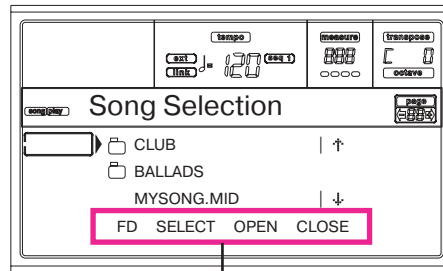 tempo measure transpose
ext link ♩= 120 seq 1 888 C 0
octave
song play Song Selection page
CLUB
BALLADS
MYSONG.MID
FD SELECT OPEN CLOSE